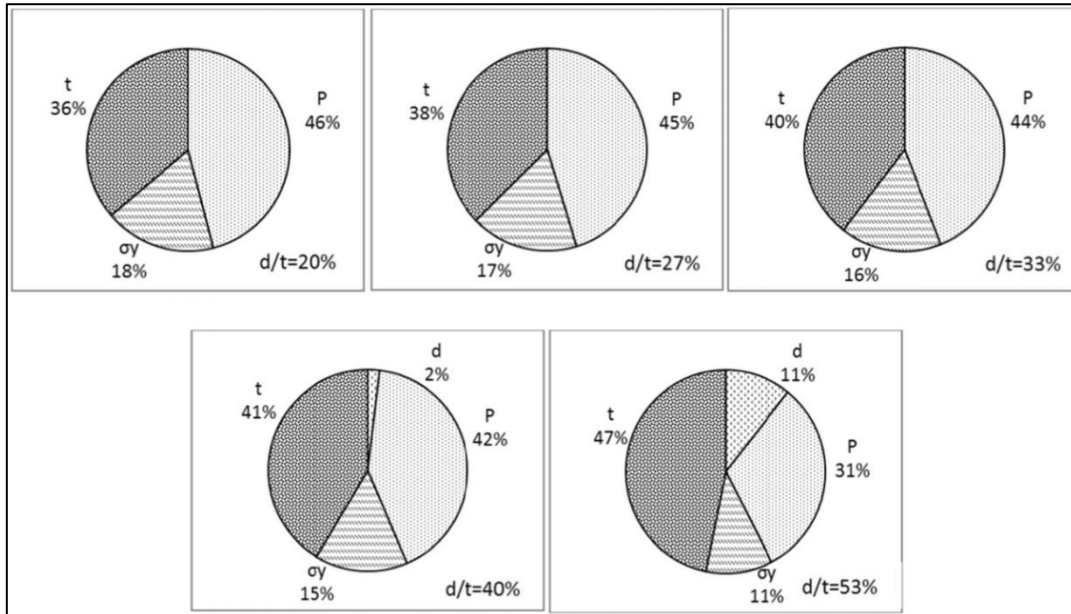 t
36%
P
46%
σy
18%
d/t=20%
t
38%
P
45%
σy
17%
d/t=27%
t
40%
P
44%
σy
16%
d/t=33%
d
2%
t
41%
P
42%
σy
15%
d/t=40%
d
11%
t
47%
P
31%
σy
11%
d/t=53%